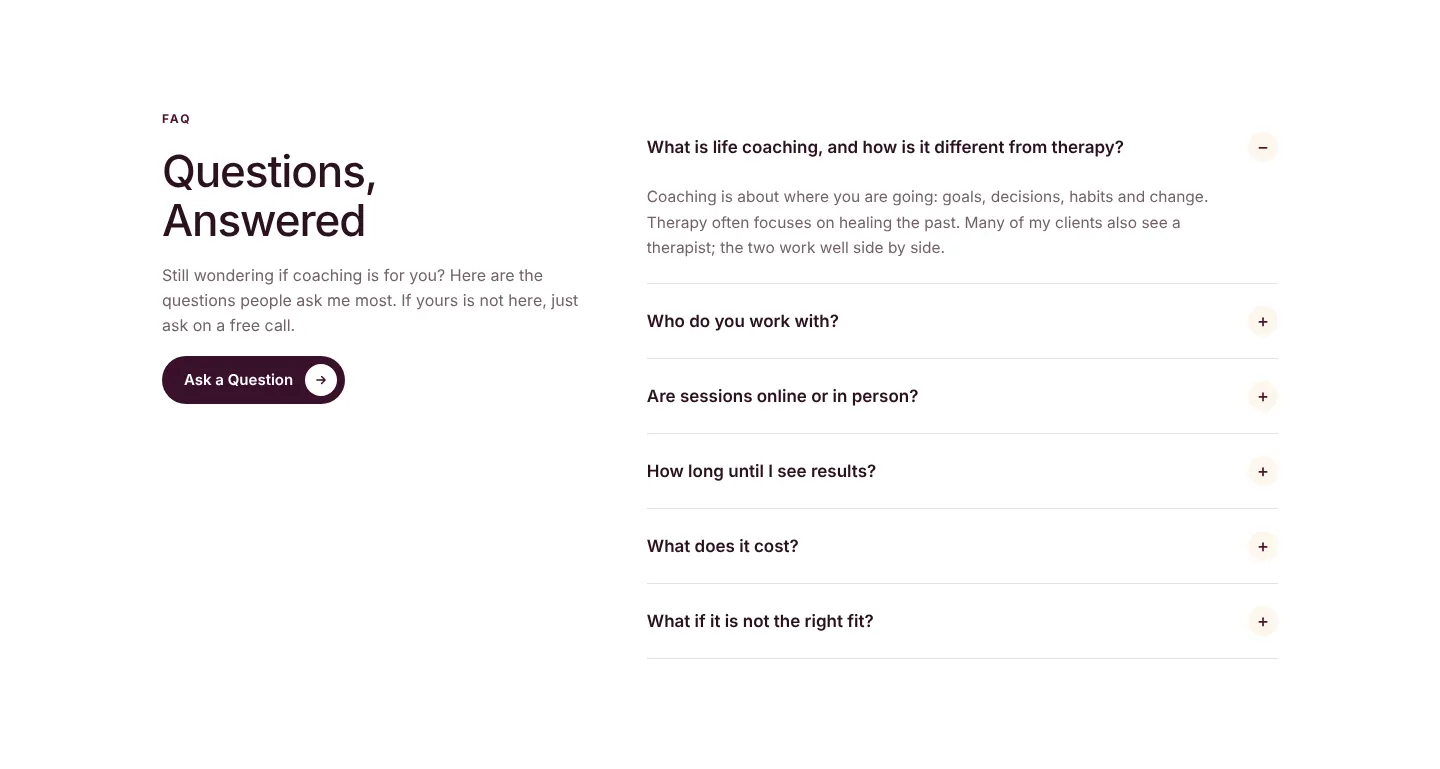 FAQ
Questions,
Answered
Still wondering if coaching is for you? Here are the
questions people ask me most. If yours is not here, just
ask on a free call.
Ask a Question
What is life coaching, and how is it different from therapy?
Coaching is about where you are going: goals, decisions, habits and change.
Therapy often focuses on healing the past. Many of my clients also see a
therapist; the two work well side by side.
Who do you work with?
Are sessions online or in person?
How long until I see results?
What does it cost?
What if it is not the right fit?